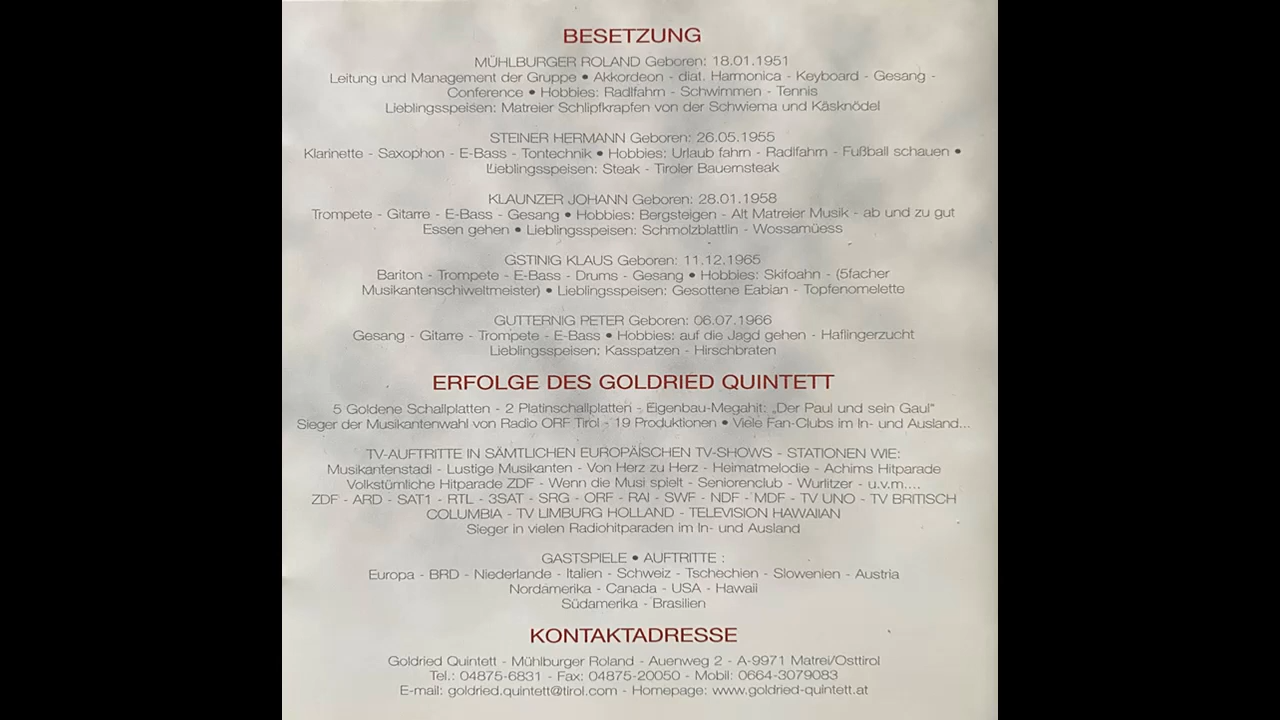 BESETZUNG
MÜHLBURGER ROLAND Geboren: 18.01.1951
Leitung und Management der Gruppe • Akkordeon - diat. Harmonica - Keyboard - Gesang -
Conference • Hobbies: Radlfahrn - Schwimmen - Tennis
Lieblingsspeisen: Matreier Schlipfkrapfen von der Schwiema und Käsknödel
STEINER HERMANN Geboren: 26.05.1955
Klarinette - Saxophon - E-Bass - Tontechnik • Hobbies: Urlaub fahrn - Radlfahrn - Fußball schauen •
Lieblingsspeisen: Steak - Tiroler Bauernsteak
KLAUNZER JOHANN Geboren: 28.01.1958
Trompete - Gitarre - E-Bass - Gesang • Hobbies: Bergsteigen - Alt Matreier Musik - ab und zu gut
Essen gehen • Lieblingsspeisen: Schmolzblattlin - Wossamüess
GSTINIG KLAUS Geboren: 11.12.1965
Bariton - Trompete - E-Bass - Drums - Gesang • Hobbies: Skifoahn - (5facher
Musikantenschiweltmeister) • Lieblingsspeisen: Gesottene Eabian - Topfenomelette
GUTTERNIG PETER Geboren: 06.07.1966
Gesang - Gitarre - Trompete - E-Bass • Hobbies: auf die Jagd gehen - Haflingerzucht
Lieblingsspeisen: Kasspatzen - Hirschbraten
ERFOLGE DES GOLDRIED QUINTETT
5 Goldene Schallplatten - 2 Platinschallplatten - Eigenbau-Megahit: „Der Paul und sein Gaul“
Sieger der Musikantenwahl von Radio ORF Tirol - 19 Produktionen • Viele Fan-Clubs im In- und Ausland...
TV-AUFTRITTE IN SÄMTLICHEN EUROPÄISCHEN TV-SHOWS - STATIONEN WIE:
Musikantenstadl - Lustige Musikanten - Von Herz zu Herz - Heimatmelodie - Achims Hitparade
Volkstümliche Hitparade ZDF - Wenn die Musi spielt - Seniorenclub - Wurlitzer - u.v.m....
ZDF - ARD - SAT1 - RTL - 3SAT - SRG - ORF - RAI - SWF - NDF - MDF - TV UNO - TV BRITISCH
COLUMBIA - TV LIMBURG HOLLAND - TELEVISION HAWAIIAN
Sieger in vielen Radiohitparaden im In- und Ausland
GASTSPIELE • AUFTRITTE :
Europa - BRD - Niederlande - Italien - Schweiz - Tschechien - Slowenien - Austria
Nordamerika - Canada - USA - Hawaii
Südamerika - Brasilien
KONTAKTADRESSE
Goldried Quintett - Mühlburger Roland - Auenweg 2 - A-9971 Matrei/Osttirol
Tel.: 04875-6831 - Fax: 04875-20050 - Mobil: 0664-3079083
E-mail: goldried.quintett@tirol.com - Homepage: www.goldried-quintett.at